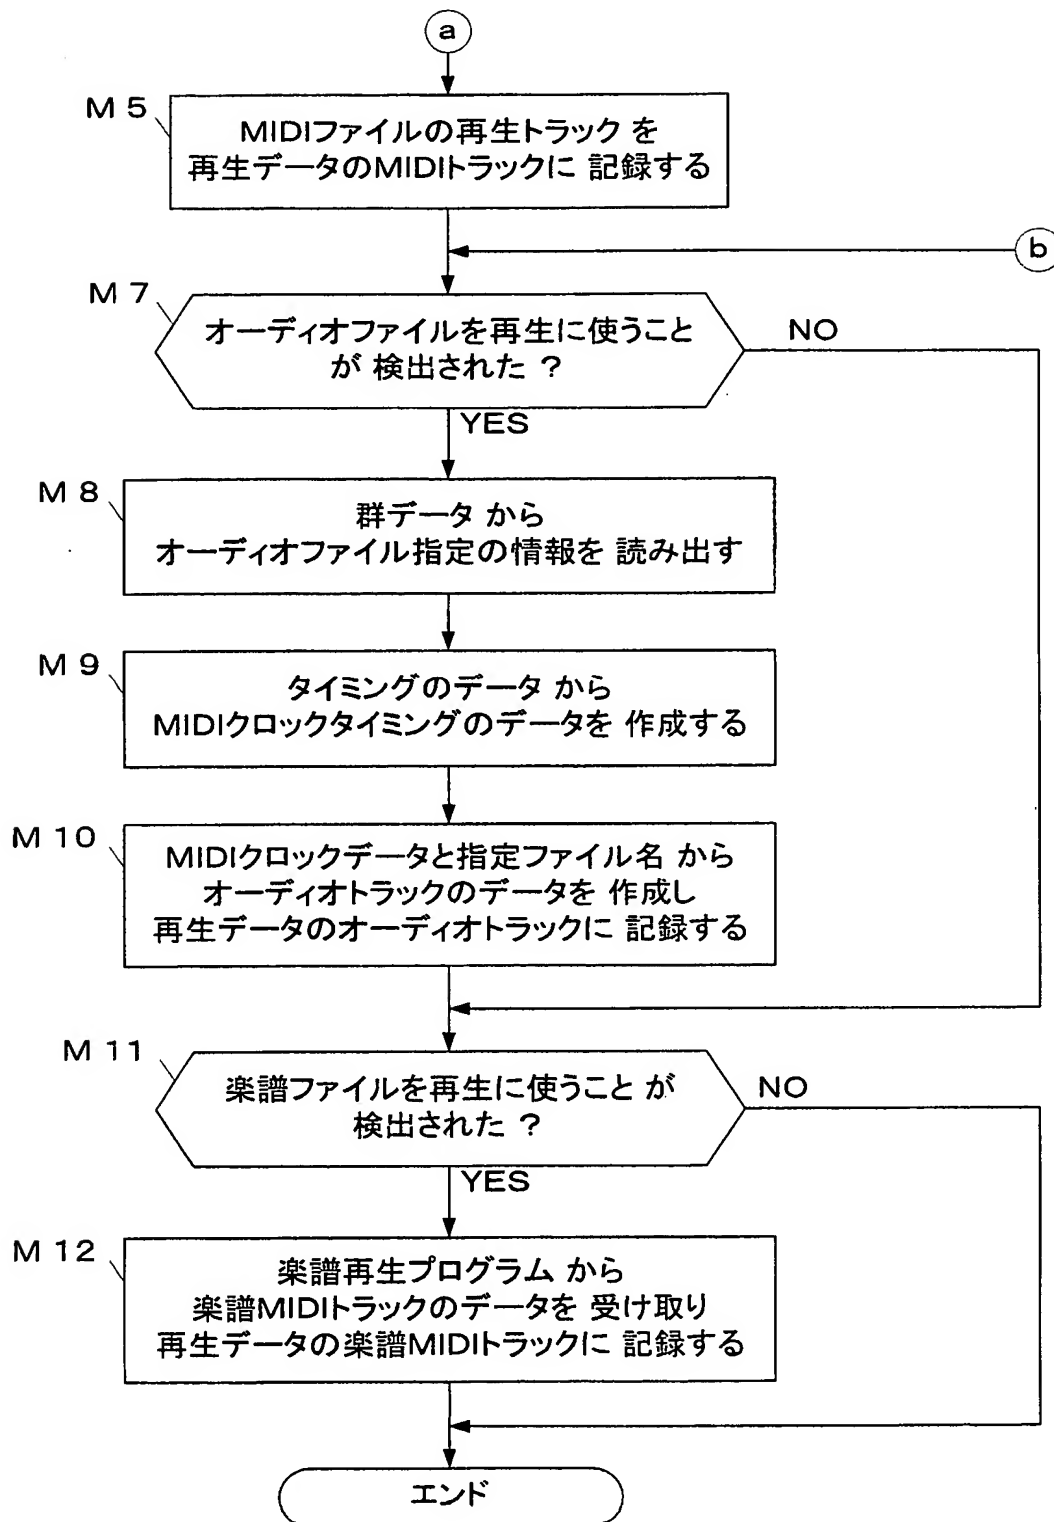 a
M 5
MIDIファイルの再生トラック を
再生データのMIDIトラックに 記録する
b
M 7
オーディオファイルを再生に使うこと
が 検出された ?
NO
YES
M 8
群データ から
オーディオファイル指定の情報を 読み出す
M 9
タイミングのデータ から
MIDIクロックタイミングのデータを 作成する
M 10
MIDIクロックデータと指定ファイル名 から
オーディオトラックのデータを 作成し
再生データのオーディオトラックに 記録する
M 11
楽譜ファイルを再生に使うこと が
検出された ?
NO
YES
M 12
楽譜再生プログラム から
楽譜MIDIトラックのデータを 受け取り
再生データの楽譜MIDIトラックに 記録する
エンド